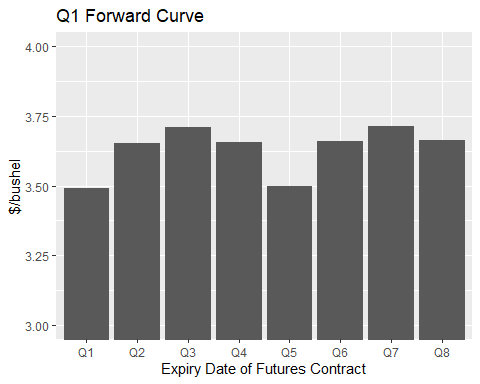 Q1 Forward Curve
4.00
3.75
3.50
3.25
3.00
$/bushel
Q1 Q2 Q3 Q4 Q5 Q6 Q7 Q8
Expiry Date of Futures Contract